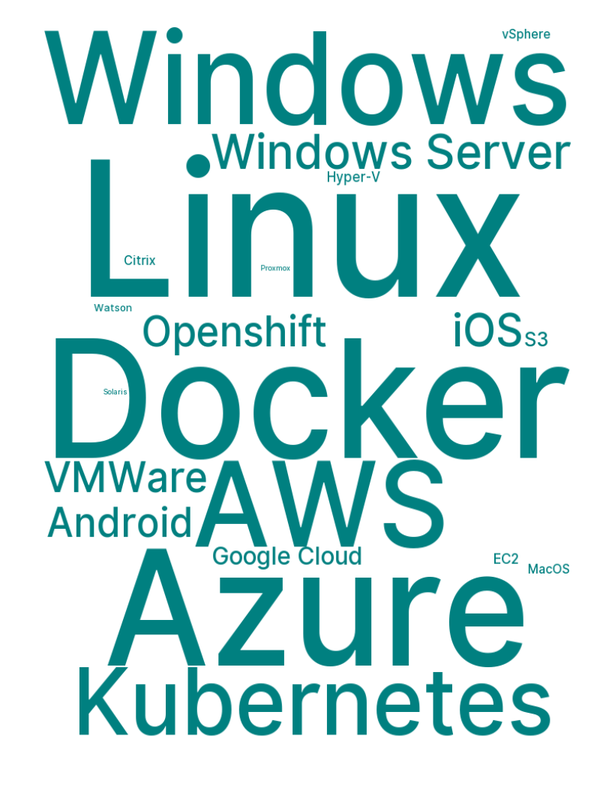 vSphere
Windows
Windows Server
Hyper-V
Linux
Citrix
Proxmox
Watson
Openshift
iOS
S3
Docker
Solaris
VMWare
AWS
Android
Google Cloud
EC2
MacOS
Azure
Kubernetes